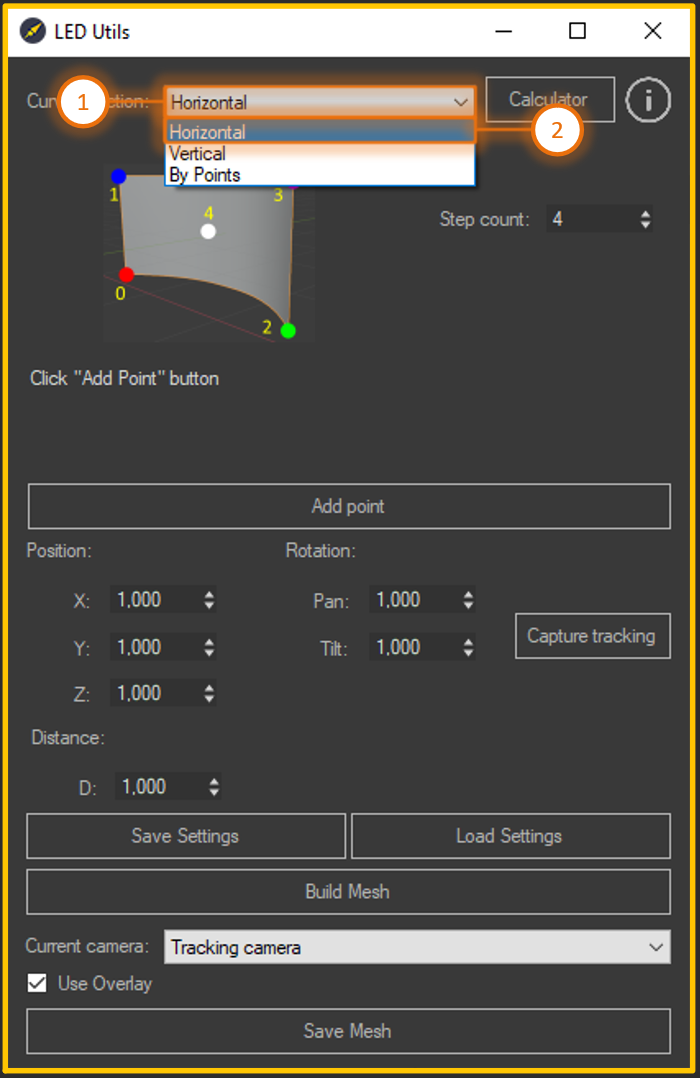 LED Utils
1
Horizontal
Calculator
i
Horizontal
2
Vertical
By Points
1
3
4
Step count: 4
0
2
Click "Add Point" button
Add point
Position:
Rotation:
X: 1,000
Pan: 1,000
Capture tracking
Y: 1,000
Tilt: 1,000
Z: 1,000
Distance:
D: 1,000
Save Settings
Load Settings
Build Mesh
Current camera: Tracking camera
Use Overlay
Save Mesh